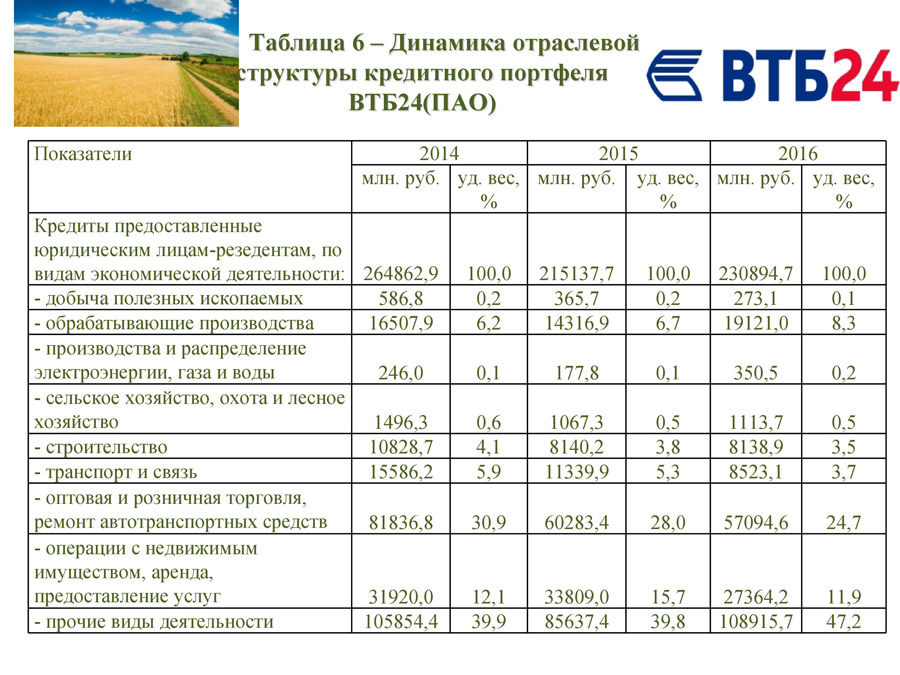 Таблица 6 – Динамика отраслевой
структуры кредитного портфеля
ВТБ24(ПАО)
ВТБ24
Показатели 2014 2015 2016
млн. руб. уд. вес, % млн. руб. уд. вес, % млн. руб. уд. вес, %
Кредиты предоставленные
юридическим лицам-резедентам, по
видам экономической деятельности: 264862,9 100,0 215137,7 100,0 230894,7 100,0
- добыча полезных ископаемых 586,8 0,2 365,7 0,2 273,1 0,1
- обрабатывающие производства 16507,9 6,2 14316,9 6,7 19121,0 8,3
- производства и распределение
электроэнергии, газа и воды 246,0 0,1 177,8 0,1 350,5 0,2
- сельское хозяйство, охота и лесное
хозяйство 1496,3 0,6 1067,3 0,5 1113,7 0,5
- строительство 10828,7 4,1 8140,2 3,8 8138,9 3,5
- транспорт и связь 15586,2 5,9 11339,9 5,3 8523,1 3,7
- оптовая и розничная торговля,
ремонт автотранспортных средств 81836,8 30,9 60283,4 28,0 57094,6 24,7
- операции с недвижимым
имуществом, аренда,
предоставление услуг 31920,0 12,1 33809,0 15,7 27364,2 11,9
- прочие виды деятельности 105854,4 39,9 85637,4 39,8 108915,7 47,2